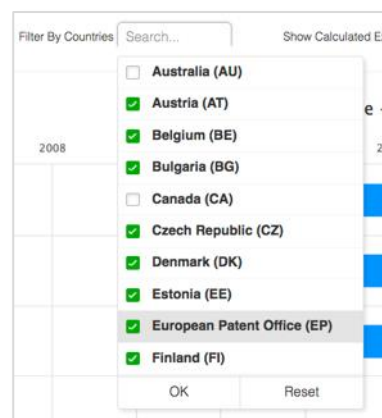 Filter By Countries Search... Show Calculated E
Australia (AU)
Austria (AT)
Belgium (BE)
2008
Bulgaria (BG)
Canada (CA)
Czech Republic (CZ)
Denmark (DK)
Estonia (EE)
European Patent Office (EP)
Finland (FI)
OK Reset